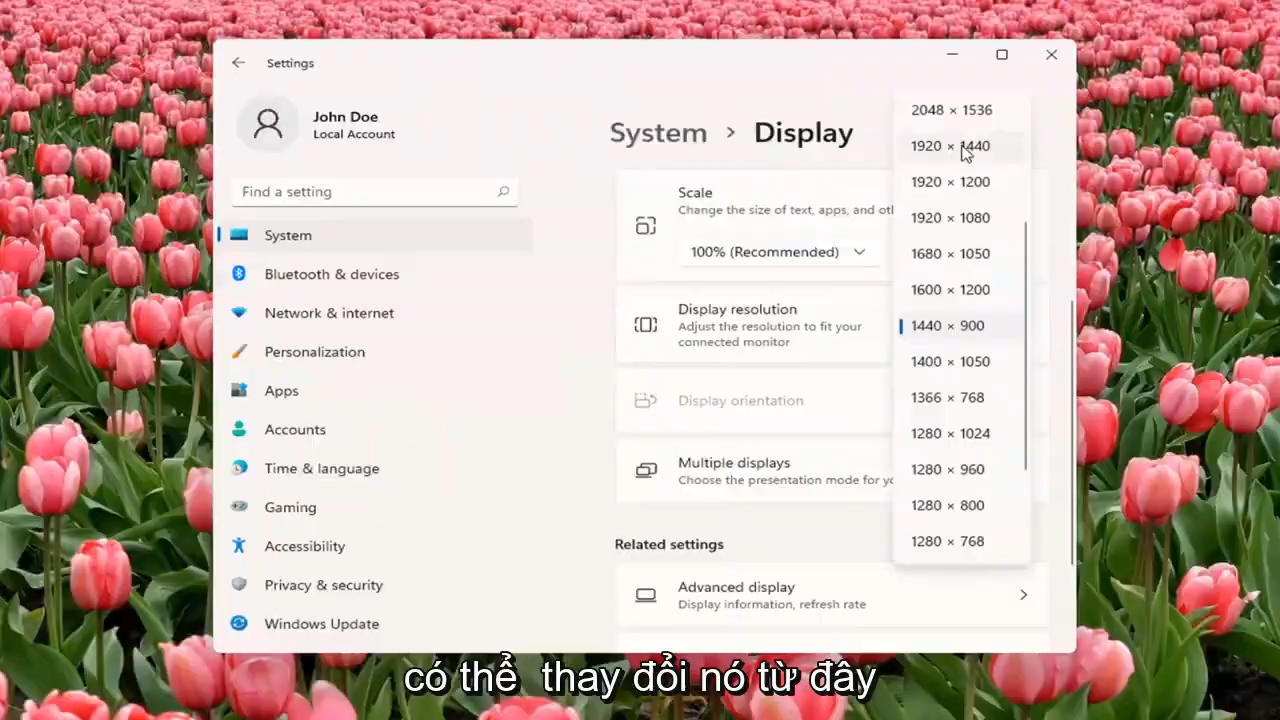 Settings
John Doe
Local Account
Find a setting
System
Bluetooth & devices
Network & internet
Personalization
Apps
Accounts
Time & language
Gaming
Accessibility
Privacy & security
Windows Update
System › Display
Scale
Change the size of text, apps, and
100% (Recommended)
Display resolution
Adjust the resolution to fit your
connected monitor
Display orientation
Multiple displays
Choose the presentation mode for
Related settings
Advanced display
Display information, refresh rate
2048 × 1536
1920 × 1440
1920 × 1200
1920 × 1080
1680 × 1050
1600 × 1200
1440 × 900
1400 × 1050
1366 × 768
1280 × 1024
1280 × 960
1280 × 800
1280 × 768
có thể thay đổi nó từ đây